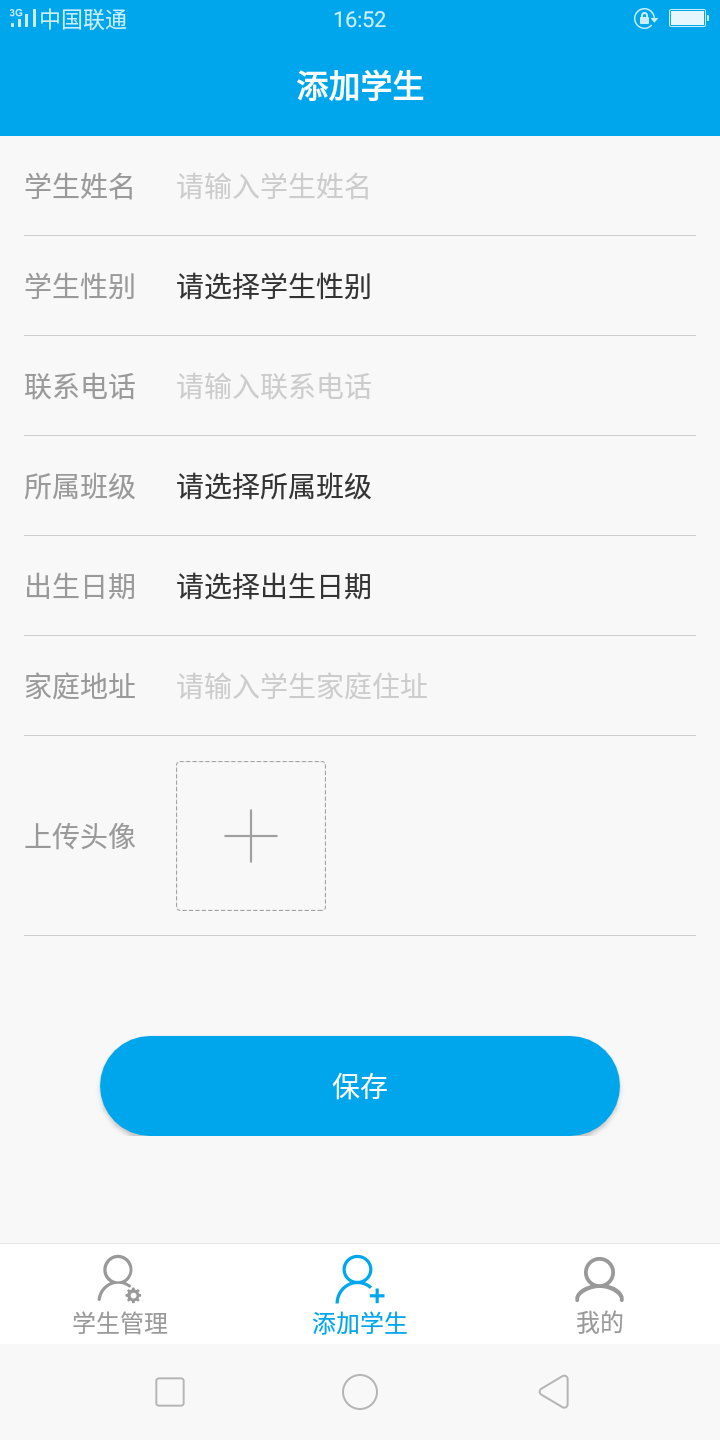 3G 中国联通 16:52
添加学生
学生姓名 请输入学生姓名
学生性别 请选择学生性别
联系电话 请输入联系电话
所属班级 请选择所属班级
出生日期 请选择出生日期
家庭地址 请输入学生家庭住址
上传头像
保存
学生管理 添加学生 我的